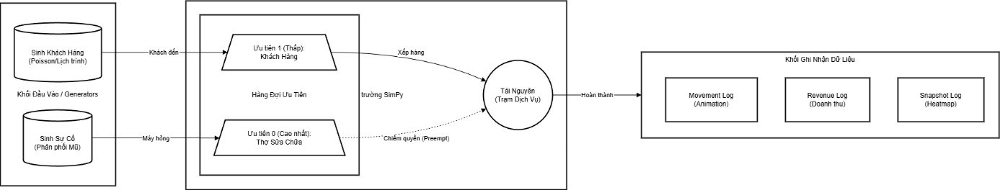 Sinh Khách Hàng
(Poisson/Lịch trình)
Khối Đầu Vào / Generators
Sinh Sự Cố
(Phân phối Mũ)
Khách đến
Máy hỏng
Ưu tiên 1 (Thấp):
Khách Hàng
Hàng Đợi Ưu Tiên
Ưu tiên 0 (Cao nhất):
Thợ Sửa Chữa
trường SimPy
Xếp hàng
Chiếm quyền (Preempt)
Tài Nguyên
(Trạm Dịch Vụ)
Hoàn thành
Khối Ghi Nhận Dữ Liệu
Movement Log
(Animation)
Revenue Log
(Doanh thu)
Snapshot Log
(Heatmap)